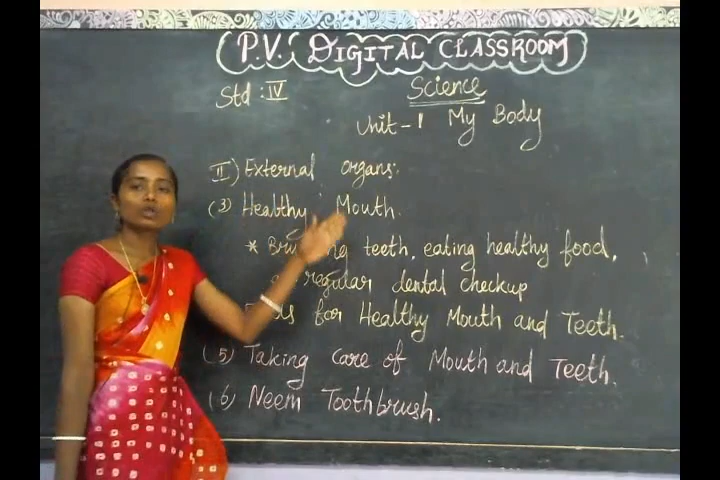 P.V. DIGITAL CLASSROOM
Std : IV
Science
Unit - 1 My Body
II) External organs.
(3) Healthy Mouth.
* teeth, eating healthy food,
regular dental checkup
for Healthy Mouth and Teeth.
(5) Taking care of Mouth and Teeth.
(6) Neem Toothbrush.